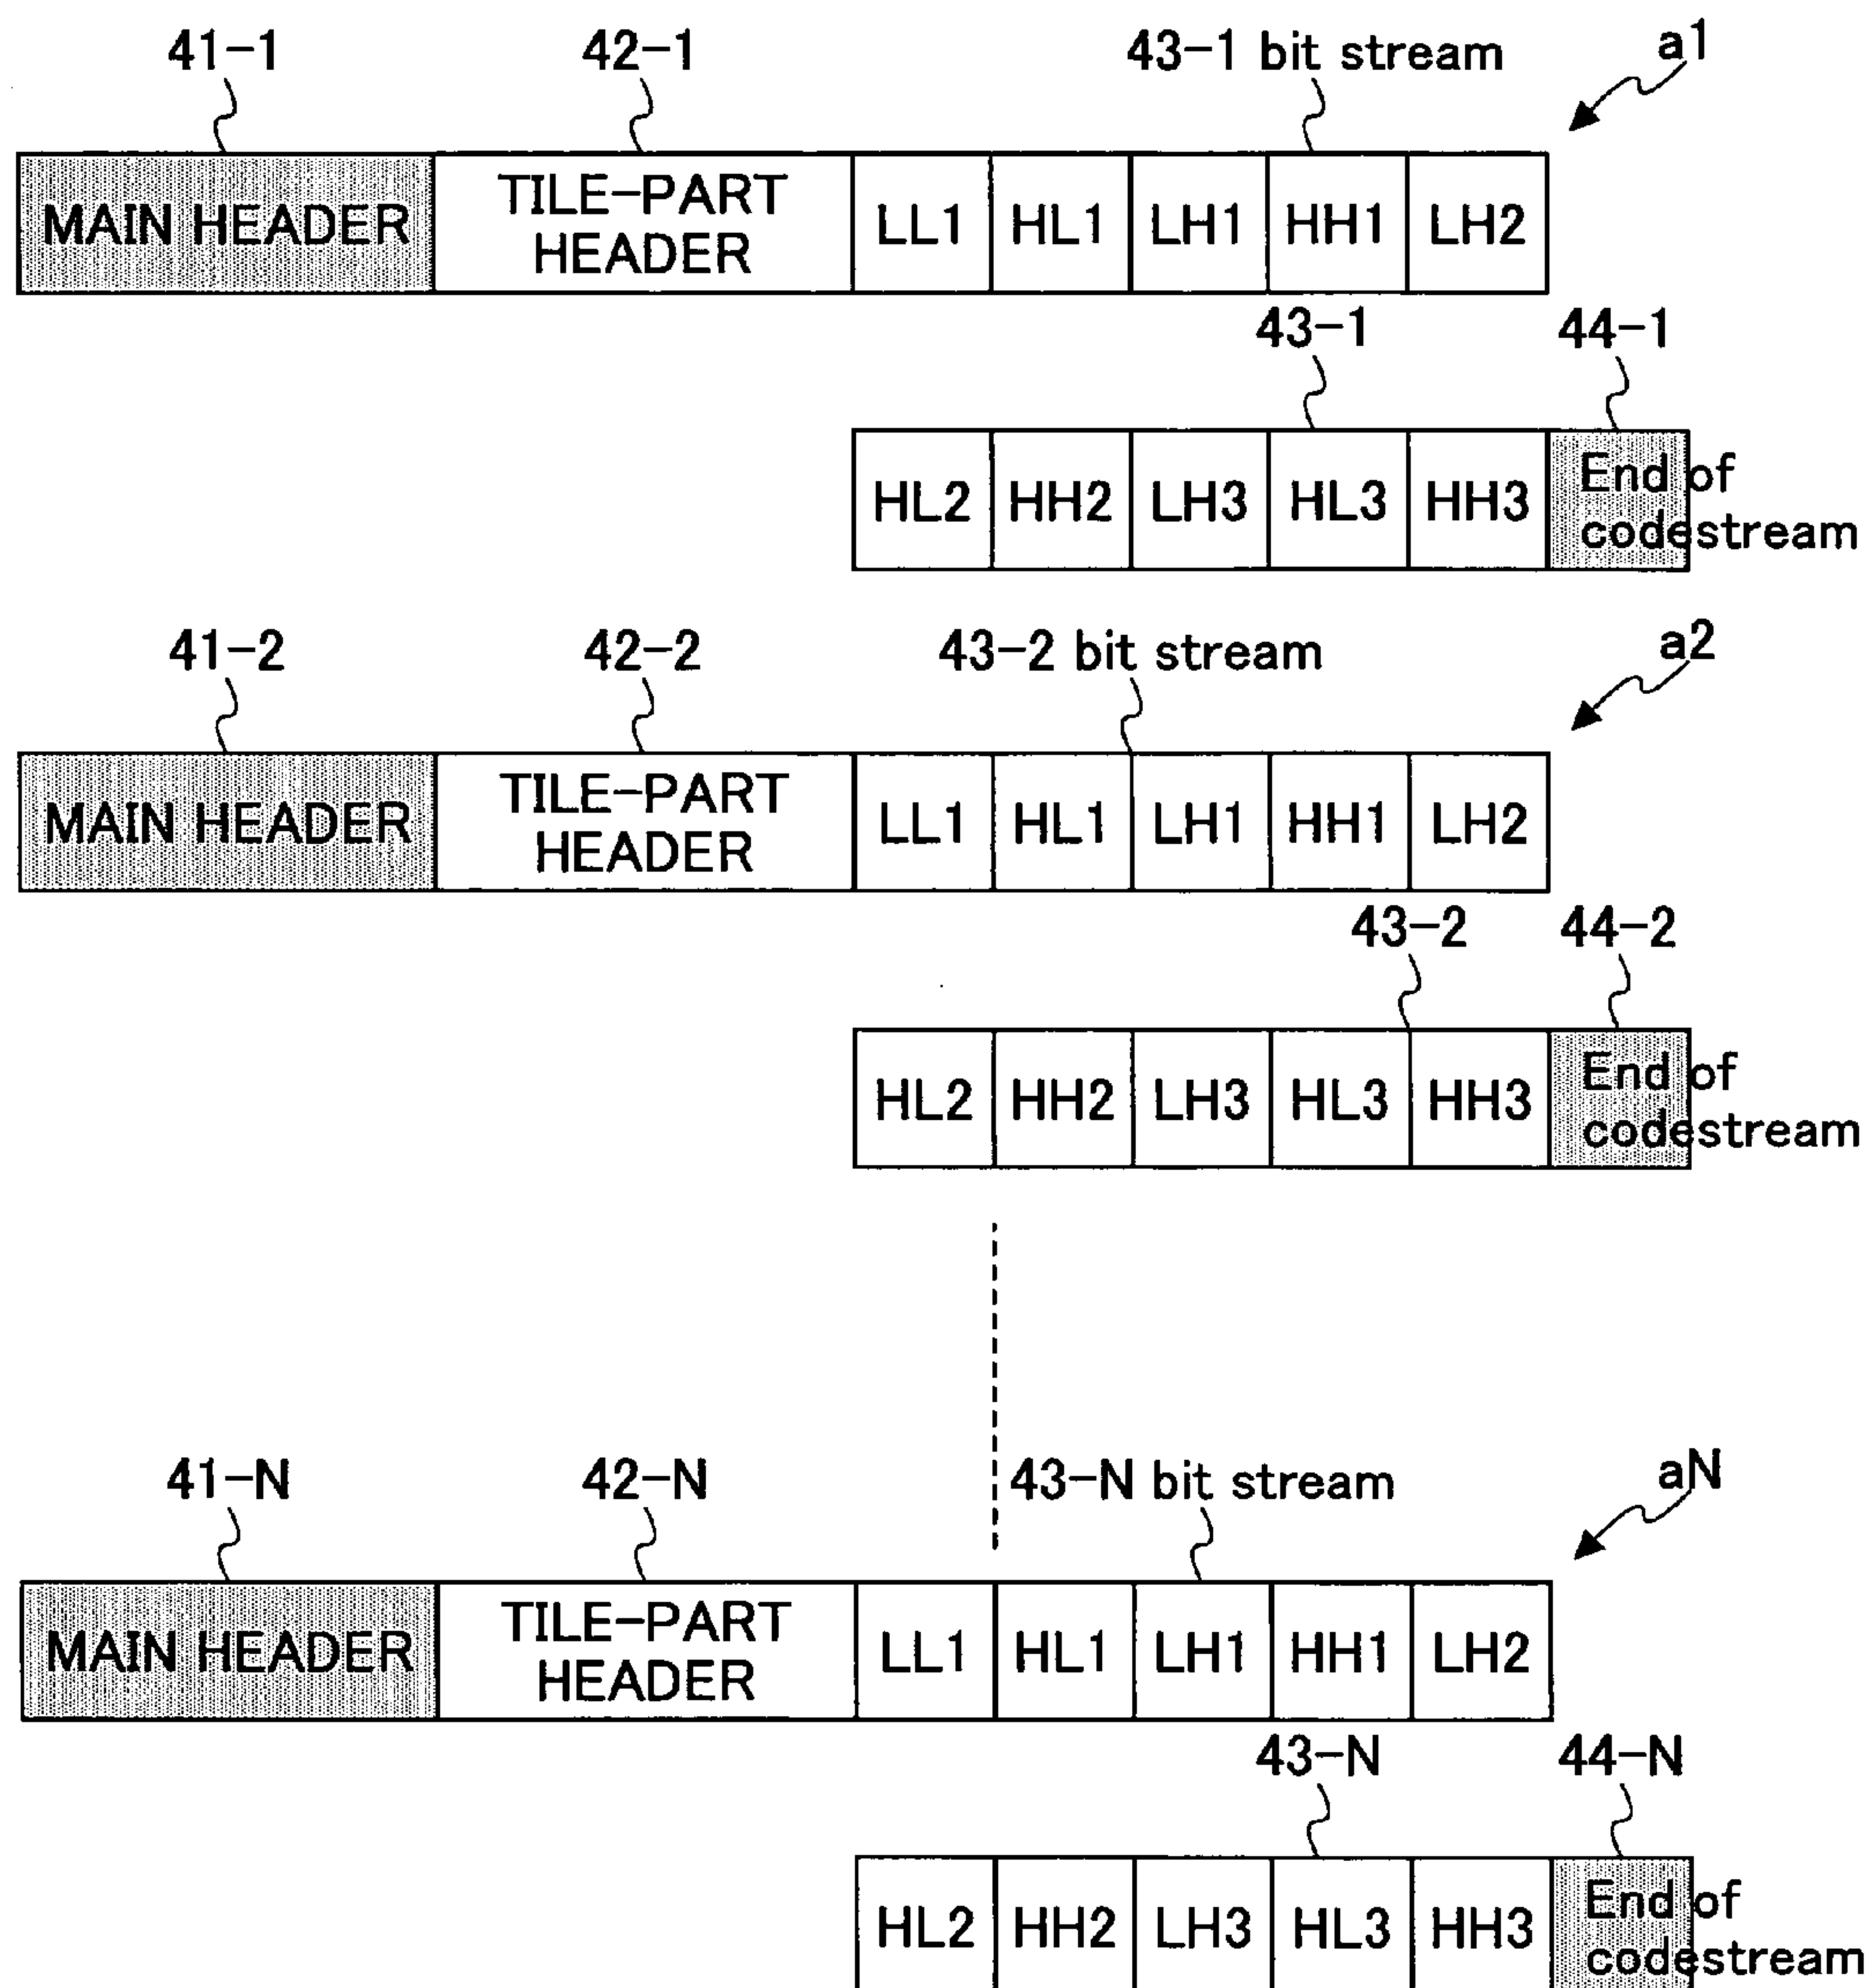 41-1 42-1 43-1 bit stream a1
MAIN HEADER TILE-PART HEADER LL1 HL1 LH1 HH1 LH2
43-1 44-1
HL2 HH2 LH3 HL3 HH3 End of codestream
41-2 42-2 43-2 bit stream a2
MAIN HEADER TILE-PART HEADER LL1 HL1 LH1 HH1 LH2
43-2 44-2
HL2 HH2 LH3 HL3 HH3 End of codestream
41-N 42-N 43-N bit stream aN
MAIN HEADER TILE-PART HEADER LL1 HL1 LH1 HH1 LH2
43-N 44-N
HL2 HH2 LH3 HL3 HH3 End of codestream